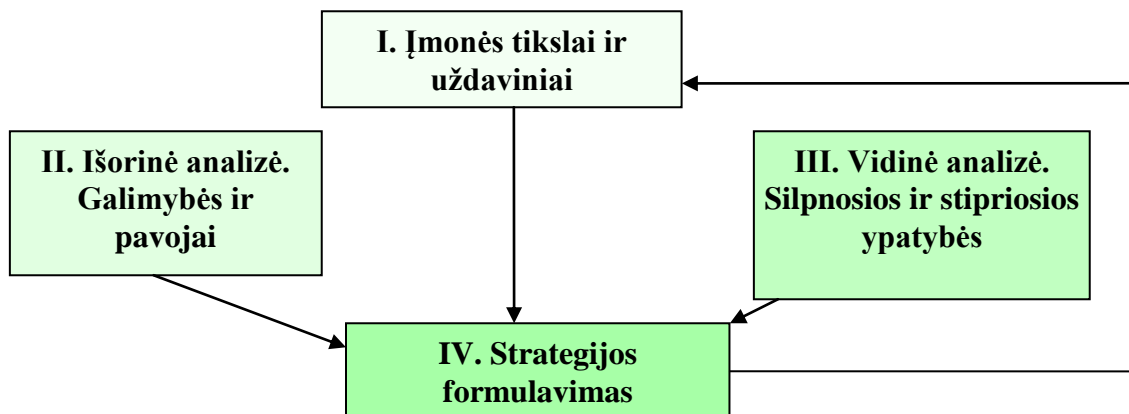 I. Įmonės tikslai ir
uždaviniai
II. Išorinė analizė.
Galimybės ir
pavojai
III. Vidinė analizė.
Silpnosios ir stipriosios
ypatybės
IV. Strategijos
formulavimas